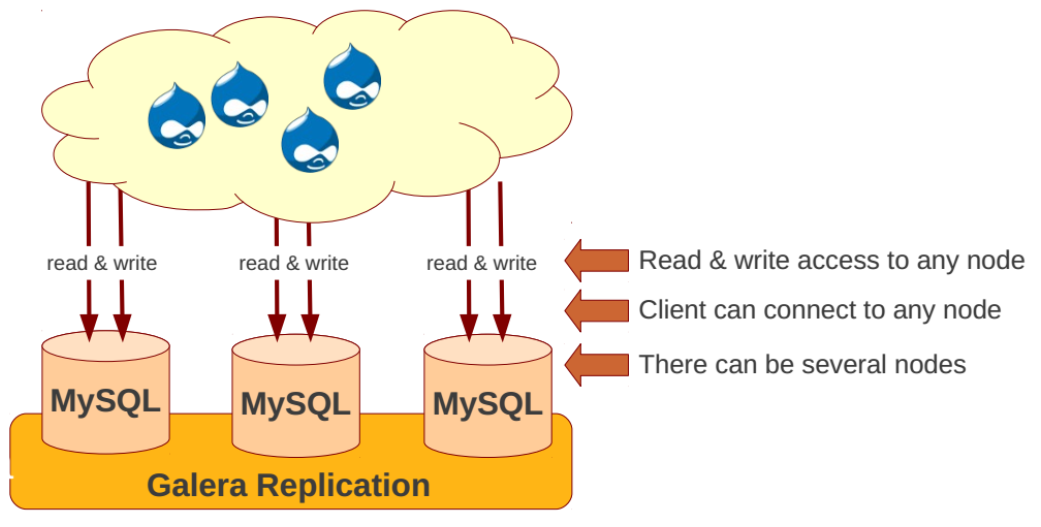 read & write
read & write
read & write
Read & write access to any node
Client can connect to any node
There can be several nodes
MySQL
MySQL
MySQL
Galera Replication